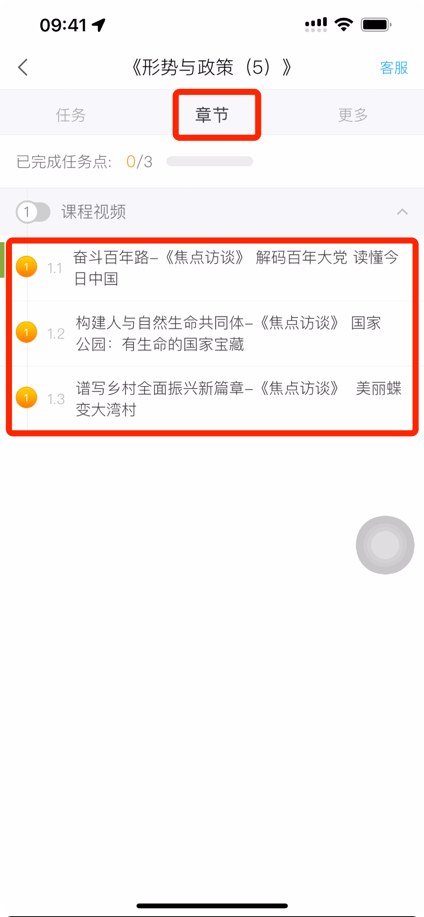 09:41
《形势与政策（5）》
客服
任务
章节
更多
已完成任务点: 0/3
1 课程视频
1 1.1 奋斗百年路-《焦点访谈》 解码百年大党 读懂今
日中国
1 1.2 构建人与自然生命共同体-《焦点访谈》 国家
公园：有生命的国家宝藏
1 1.3 谱写乡村全面振兴新篇章-《焦点访谈》 美丽蝶
变大湾村